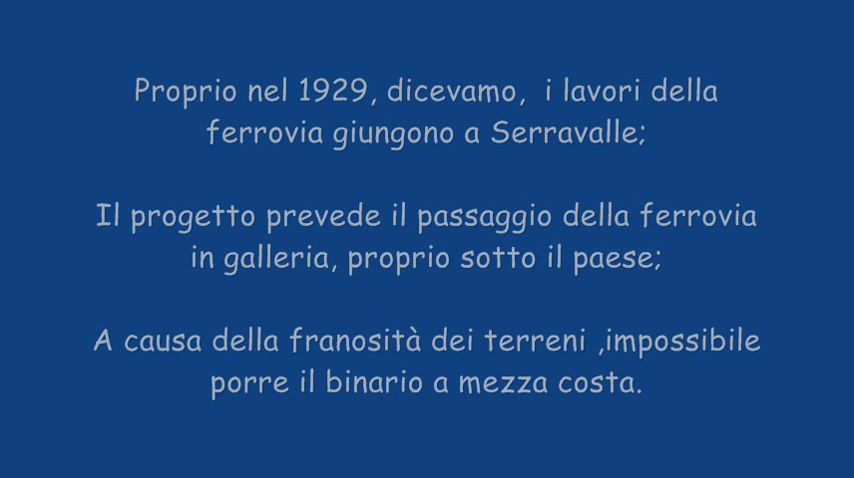 Proprio nel 1929, dicevamo,  i lavori della
ferrovia giungono a Serravalle;
Il progetto prevede il passaggio della ferrovia
in galleria, proprio sotto il paese;
A causa della franosità dei terreni ,impossibile
porre il binario a mezza costa.